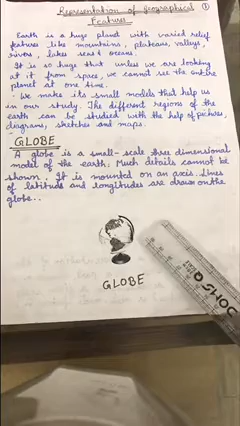 Representation of Geographical 1
Features
Earth is a huge planet with varied relief
features like mountains, plateaus, valleys,
rivers, lakes seas & oceans.
It is so huge that unless we are looking
at it from space, we cannot see the entire
planet at one time.
We make its small models that help us
in our study. The different regions of the
earth can be studied with the help of pictures,
diagrams, sketches and maps.
GLOBE
A globe is a small-scale three dimensional
model of the earth. Much details cannot be
shown. It is mounted on an axis. Lines
of latitude and longitudes are drawn on the
globe..
GLOBE